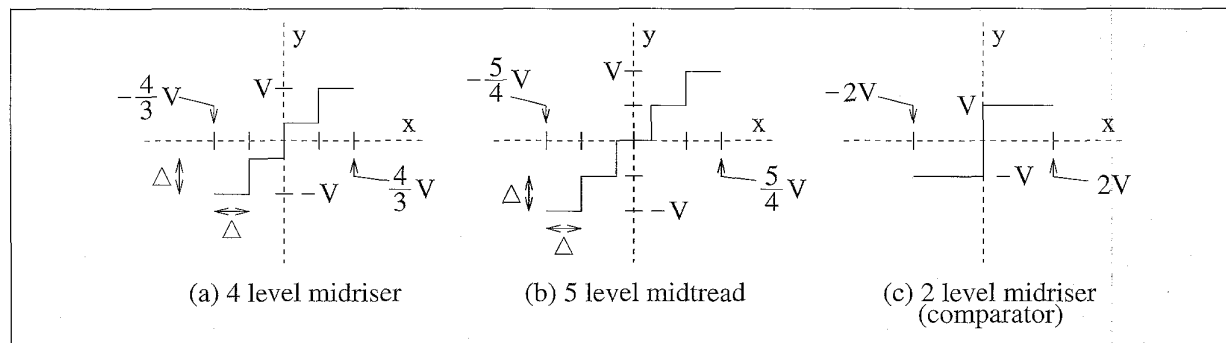 y
-4/3 V
V
x
Δ
-V
4/3 V
Δ
(a) 4 level midriser
y
-5/4 V
V
x
Δ
-V
5/4 V
Δ
(b) 5 level midtread
y
-2V
V
x
-V
2V
(c) 2 level midriser
(comparator)